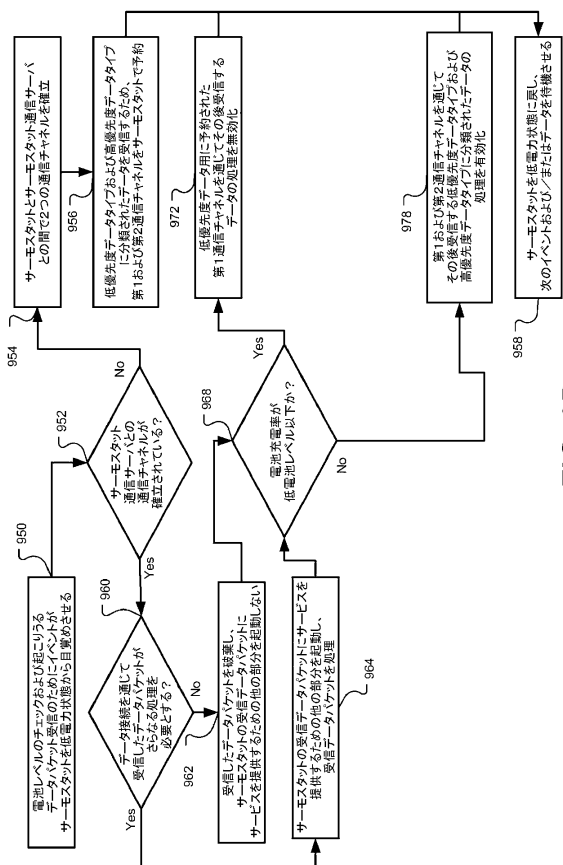 950
電池レベルのチェックおよび起こりうる
データパケット受信のためにイベントが
サーモスタットを低電力状態から目覚めさせる
952
サーモスタット
通信サーバとの
通信チャネルが
確立されている？
No
Yes
954
サーモスタットとサーモスタット通信サーバ
との間で2つの通信チャネルを確立
956
低優先度データタイプおよび高優先度データタイプ
に分類されたデータを受信するため、
第1および第2通信チャネルをサーモスタットで予約
960
データ接続を通じて
受信したデータパケットが
さらなる処理を
必要とする？
Yes
No
962
受信したデータパケットを破棄し、
サーモスタットの受信データパケットに
サービスを提供するための他の部分を起動しない
964
サーモスタットの受信データパケットにサービスを
提供するための他の部分を起動し、
受信データパケットを処理
968
電池充電率が
低電池レベル以下か？
Yes
No
972
低優先度データ用に予約された
第1通信チャネルを通じてその後受信する
データの処理を無効化
978
第1および第2通信チャネルを通じて
その後受信する低優先度データタイプおよび
高優先度データタイプに分類されたデータの
処理を有効化
958
サーモスタットを低電力状態に戻し、
次のイベントおよび／またはデータを待機させる